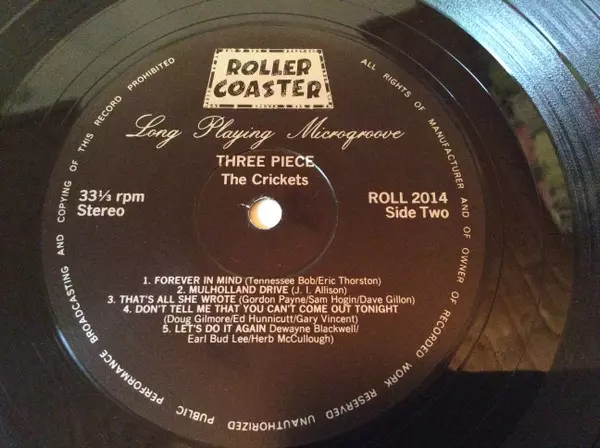 ROLLER
COASTER
Long Playing Microgroove
THREE PIECE
The Crickets
33⅓ rpm
Stereo
ROLL 2014
Side Two
1. FOREVER IN MIND (Tennessee Bob/Eric Thorston)
2. MULHOLLAND DRIVE (J. I. Allison)
3. THAT'S ALL SHE WROTE (Gordon Payne/Sam Hogin/Dave Gillon)
4. DON'T TELL ME THAT YOU CAN'T COME OUT TONIGHT
(Doug Gilmore/Ed Hunnicutt/Gary Vincent)
5. LET'S DO IT AGAIN Dewayne Blackwell/
Earl Bud Lee/Herb McCullough)
ALL RIGHTS OF MANUFACTURER AND OF OWNER OF RECORDED WORK RESERVED UNAUTHORIZED PUBLIC PERFORMANCE BROADCASTING AND COPYING OF THIS RECORD PROHIBITED